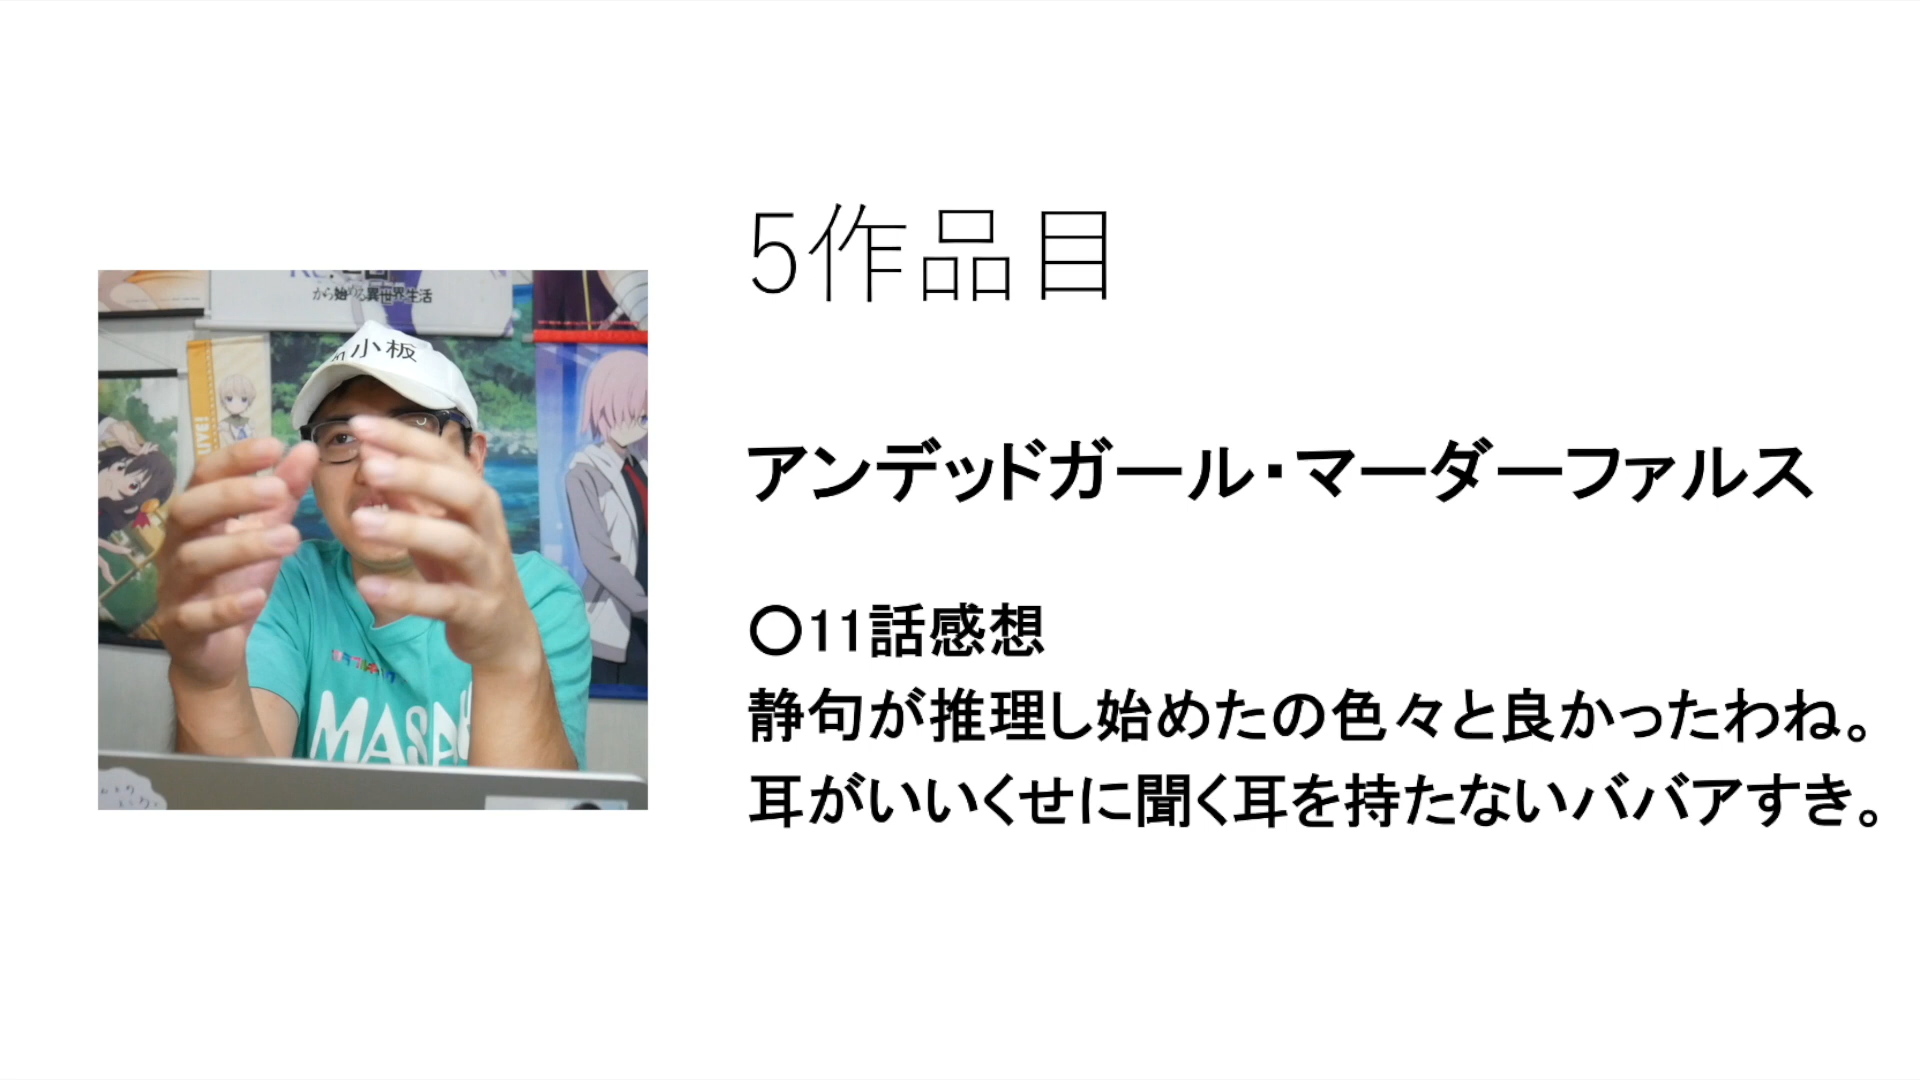 5作品目
から始める異世界生活
小板
アンデッドガール・マーダーファルス
〇11話感想
静句が推理し始めたの色々と良かったわね。
耳がいいくせに聞く耳を持たないババアすき。